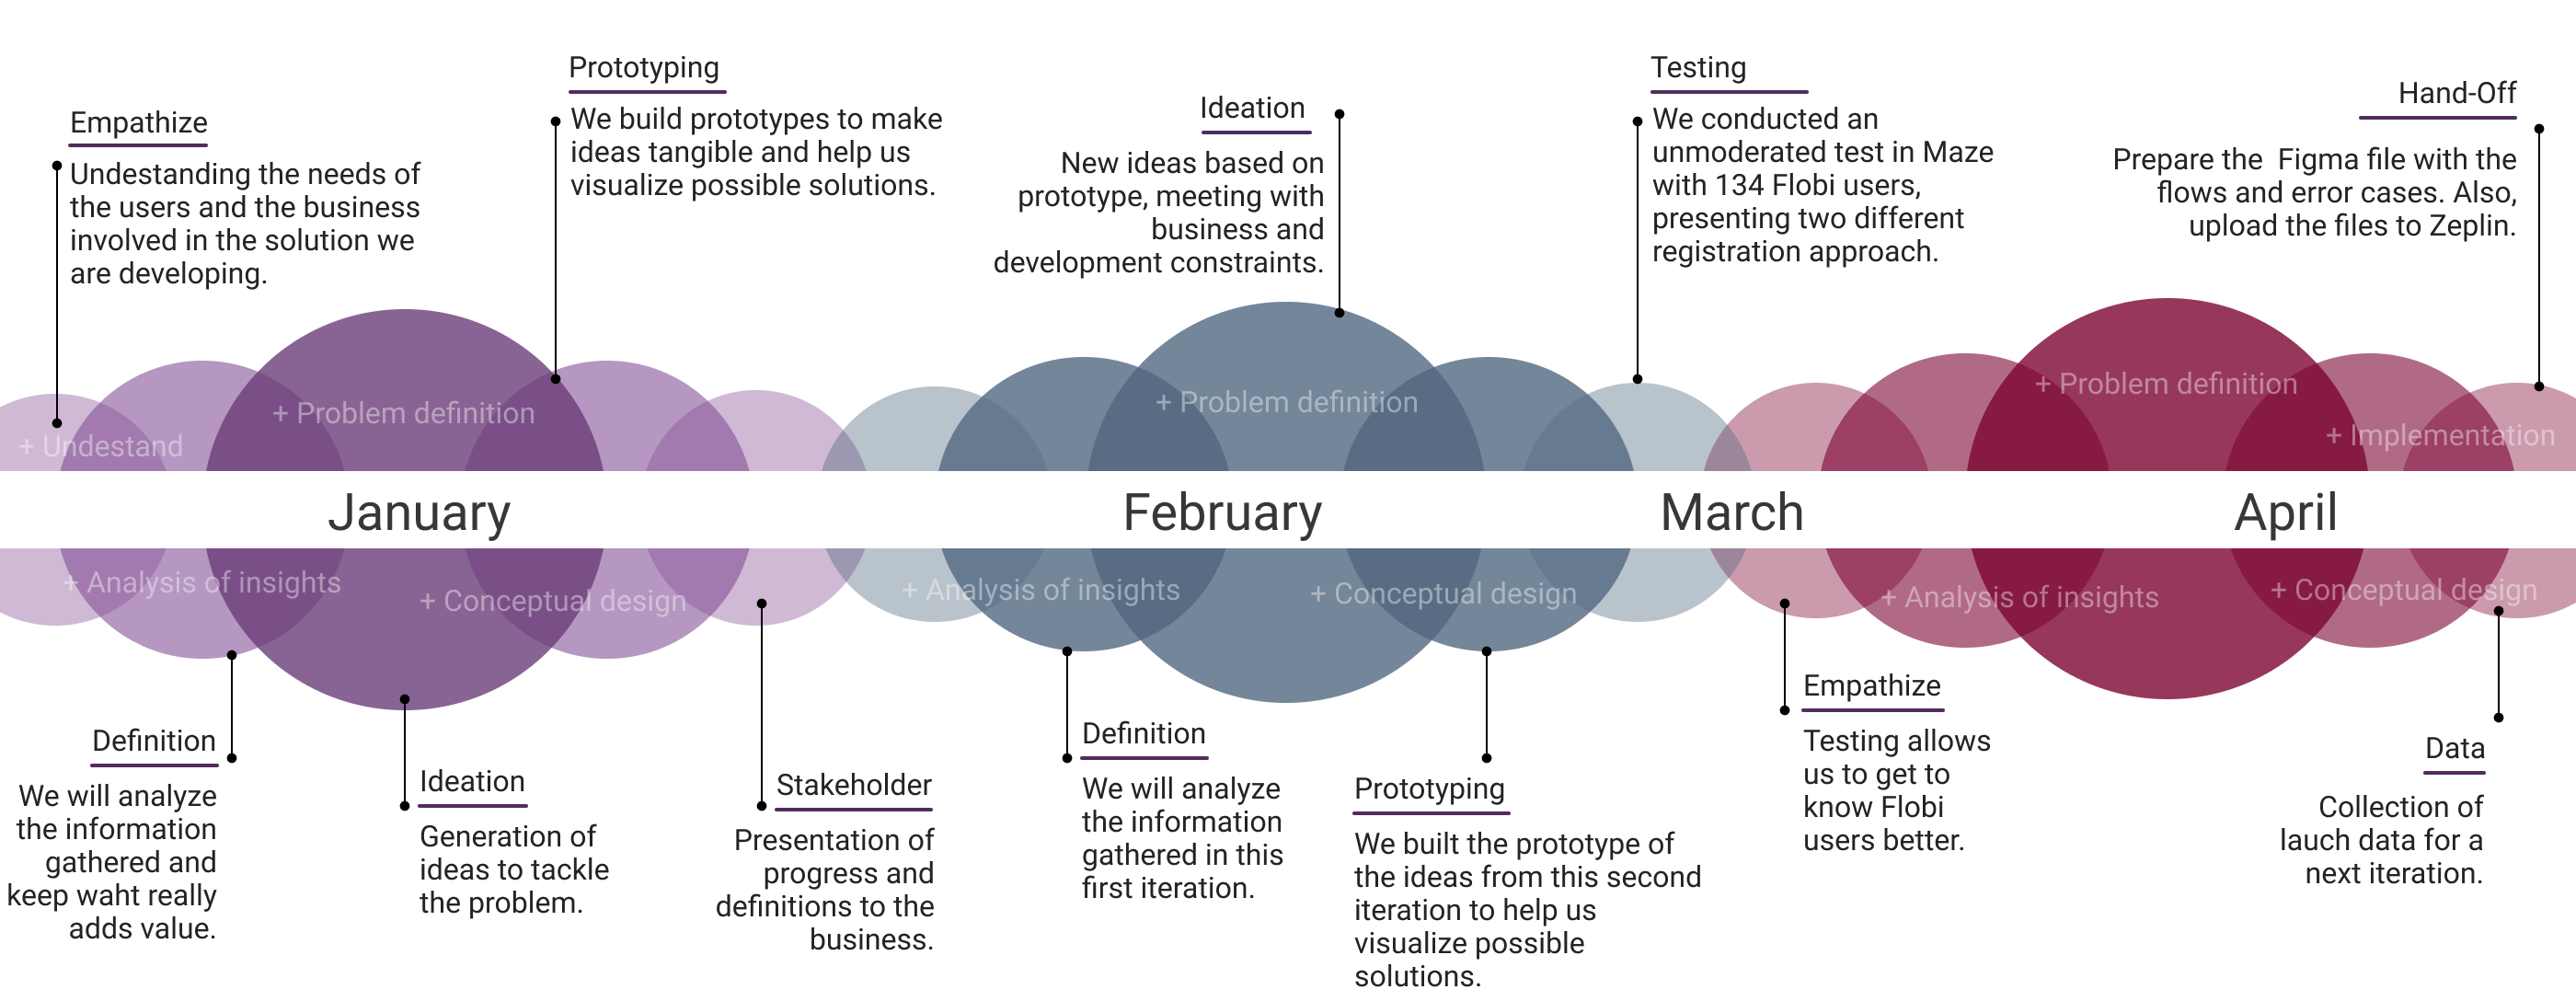 Empathize
Undestanding the needs of
the users and the business
involved in the solution we
are developing.
Prototyping
We build prototypes to make
ideas tangible and help us
visualize possible solutions.
Ideation
New ideas based on
prototype, meeting with
business and
development constraints.
Testing
We conducted an
unmoderated test in Maze
with 134 Flobi users,
presenting two different
registration approach.
Hand-Off
Prepare the  Figma file with the
flows and error cases. Also,
upload the files to Zeplin.
+ Undestand
+ Problem definition
+ Problem definition
+ Problem definition
+ Implementation
January
February
March
April
+ Analysis of insights
+ Conceptual design
+ Analysis of insights
+ Conceptual design
+ Analysis of insights
+ Conceptual design
Definition
We will analyze
the information
gathered and
keep waht really
adds value.
Ideation
Generation of
ideas to tackle
the problem.
Stakeholder
Presentation of
progress and
definitions to the
business.
Definition
We will analyze
the information
gathered in this
first iteration.
Prototyping
We built the prototype of
the ideas from this second
iteration to help us
visualize possible
solutions.
Empathize
Testing allows
us to get to
know Flobi
users better.
Data
Collection of
lauch data for a
next iteration.